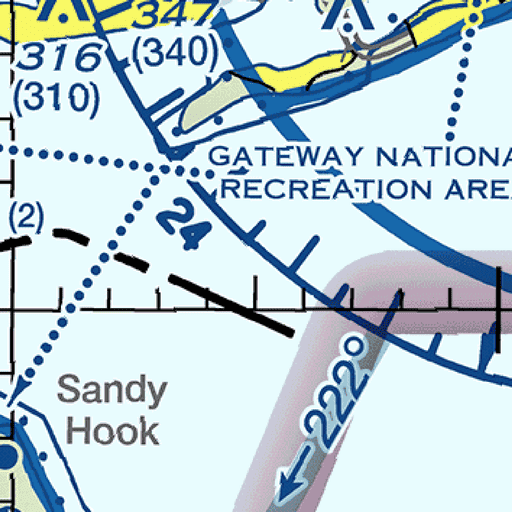 347
(340)
316
(310)
GATEWAY NATIONA
RECREATION AREA
(2)
24
222°
Sandy
Hook